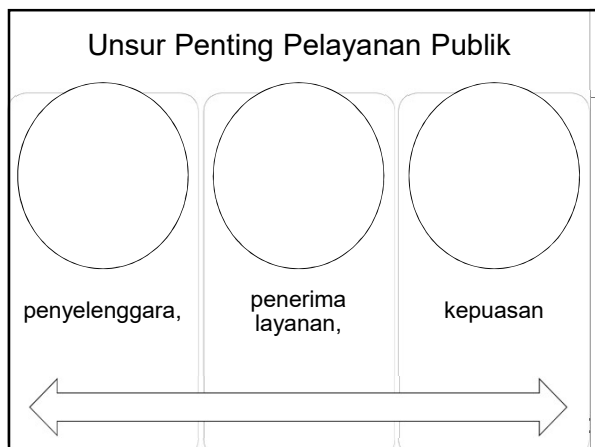 Unsur Penting Pelayanan Publik
penyelenggara,
penerima
layanan,
kepuasan